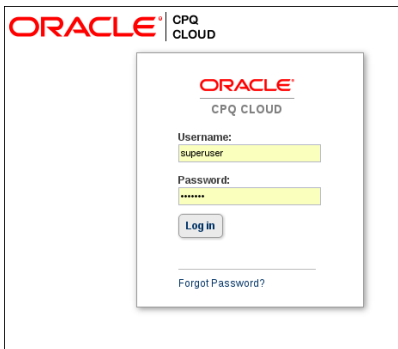 ORACLE® CPQ
CLOUD
ORACLE®
CPQ CLOUD
Username:
superuser
Password:
•••••••
Log in
Forgot Password?